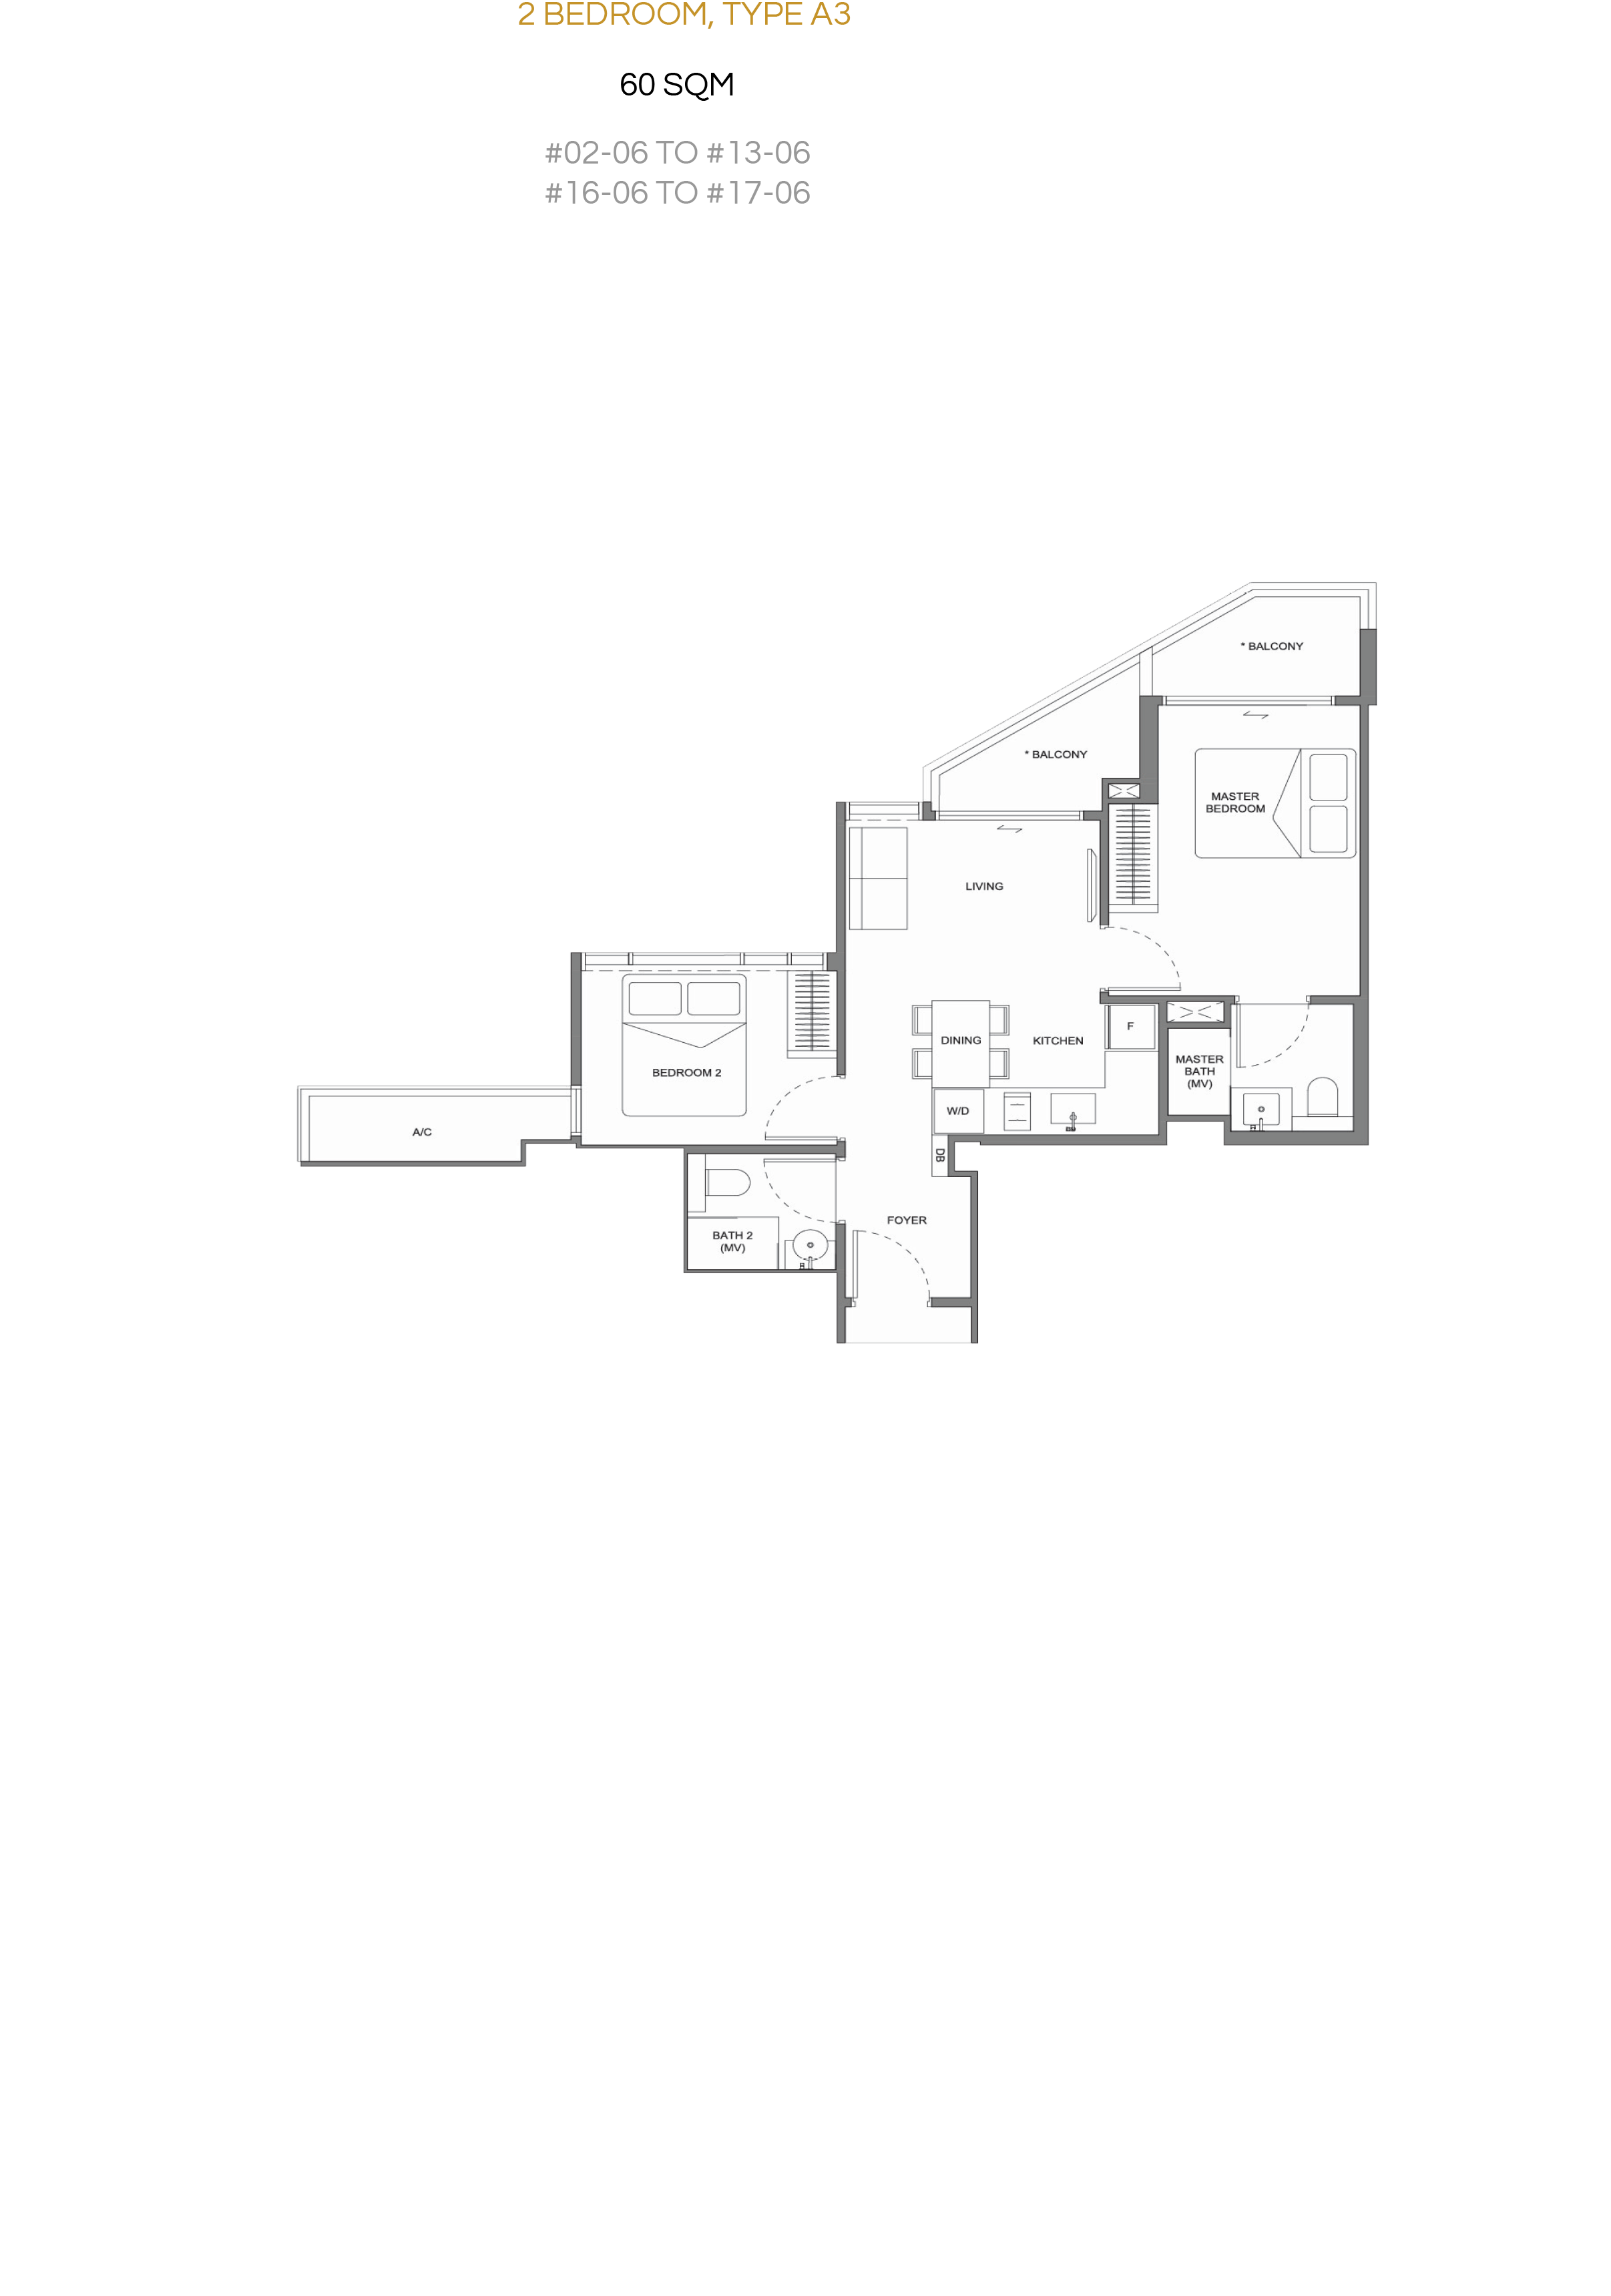 2 BEDROOM, TYPE A3
60 SQM
#02-06 TO #13-06
#16-06 TO #17-06
* BALCONY
* BALCONY
MASTER
BEDROOM
LIVING
F
DINING
KITCHEN
MASTER
BATH
(MV)
BEDROOM 2
W/D
A/C
DB
FOYER
BATH 2
(MV)